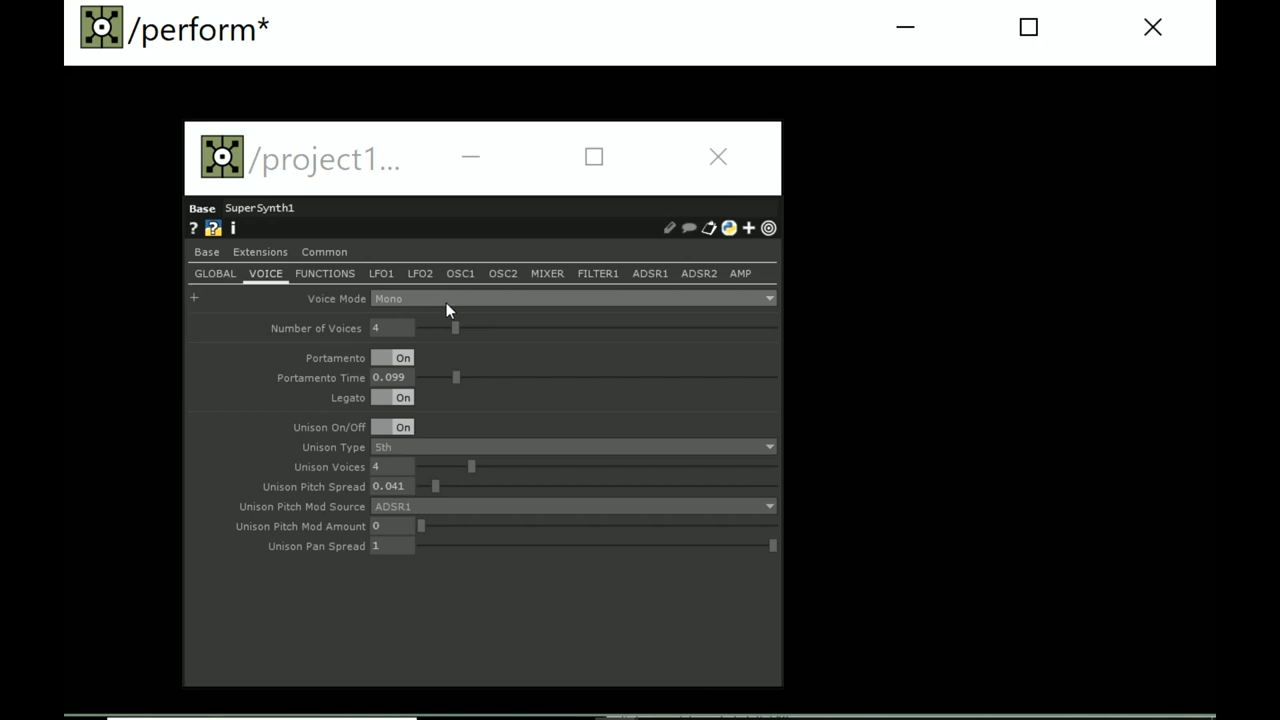 /perform*
/project1...
Base SuperSynth1
? ? i
Base Extensions Common
GLOBAL VOICE FUNCTIONS LFO1 LFO2 OSC1 OSC2 MIXER FILTER1 ADSR1 ADSR2 AMP
+ Voice Mode Mono
Number of Voices 4
Portamento On
Portamento Time 0.099
Legato On
Unison On/Off On
Unison Type 5th
Unison Voices 4
Unison Pitch Spread 0.041
Unison Pitch Mod Source ADSR1
Unison Pitch Mod Amount 0
Unison Pan Spread 1